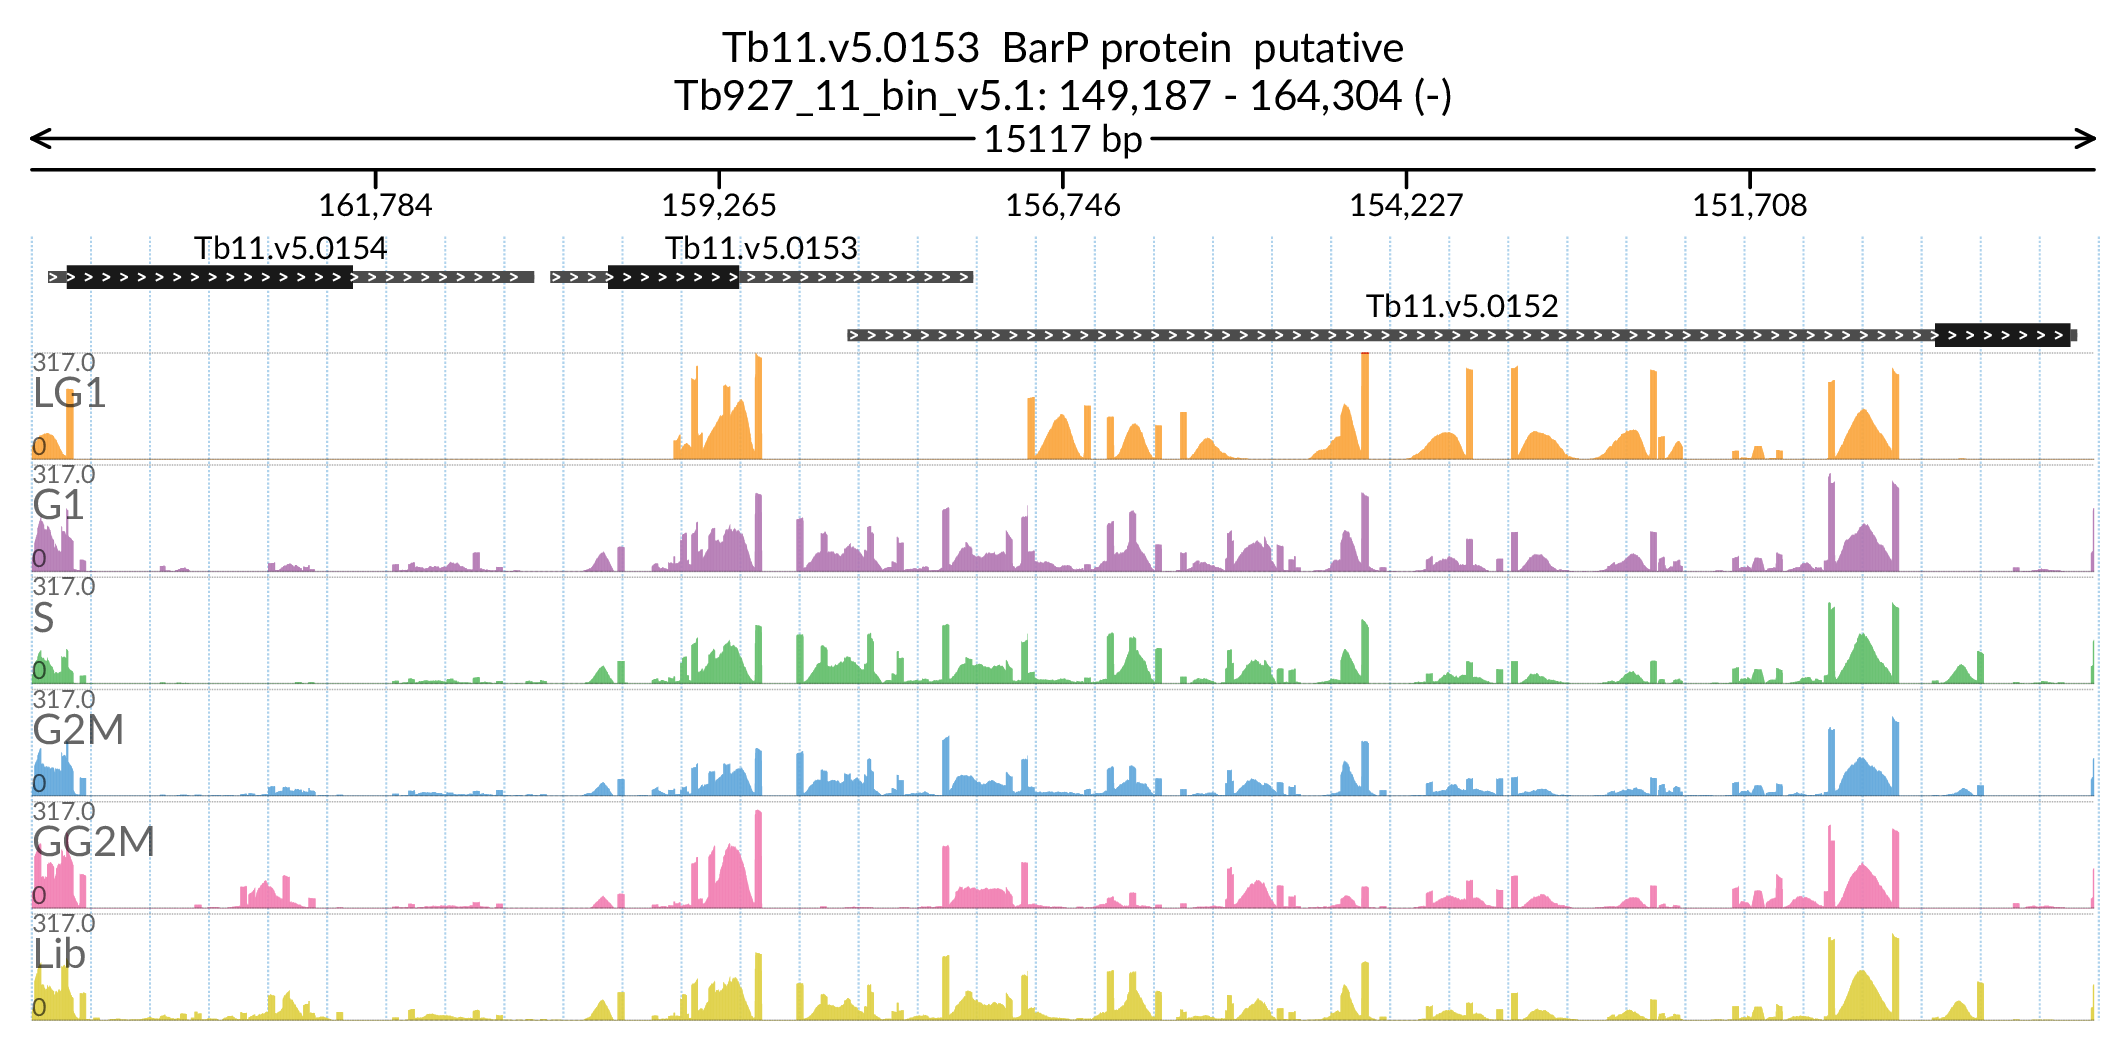 Tb11.v5.0153  BarP protein  putative
Tb927_11_bin_v5.1: 149,187 - 164,304 (-)
15117 bp
161,784 159,265 156,746 154,227 151,708
Tb11.v5.0154 Tb11.v5.0153
Tb11.v5.0152
317.0
LG1
0
317.0
G1
0
317.0
S
0
317.0
G2M
0
317.0
GG2M
0
317.0
Lib
0